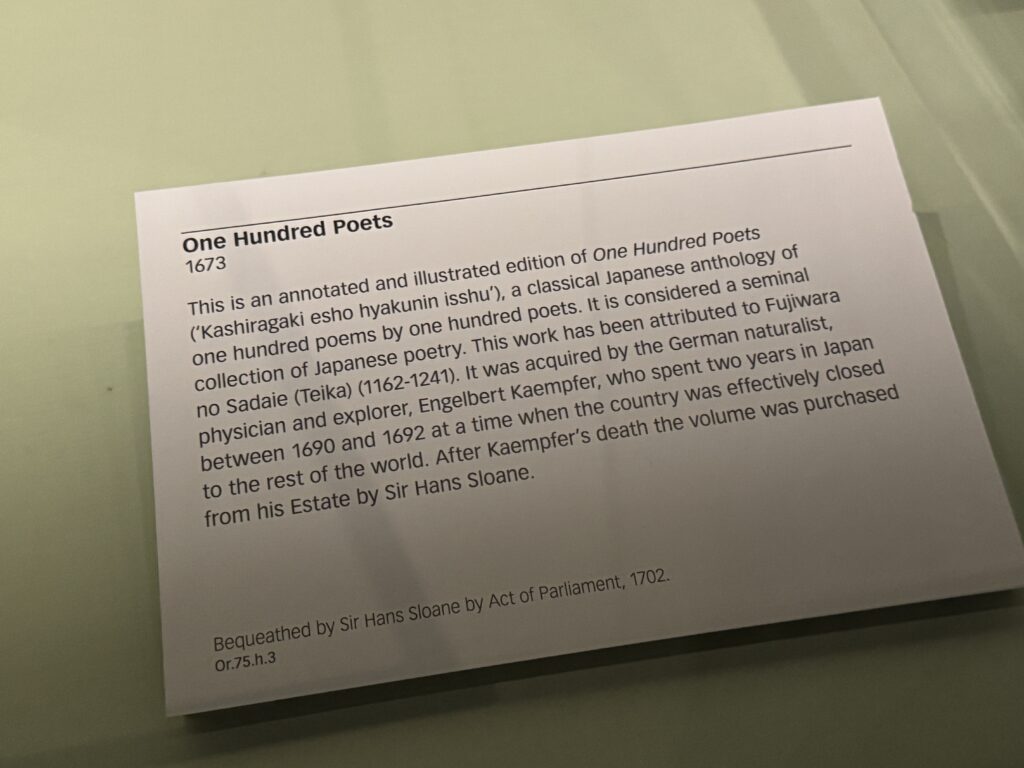 One Hundred Poets
1673
This is an annotated and illustrated edition of One Hundred Poets
('Kashiragaki esho hyakunin isshu'), a classical Japanese anthology of
one hundred poems by one hundred poets. It is considered a seminal
collection of Japanese poetry. This work has been attributed to Fujiwara
no Sadaie (Teika) (1162-1241). It was acquired by the German naturalist,
physician and explorer, Engelbert Kaempfer, who spent two years in Japan
between 1690 and 1692 at a time when the country was effectively closed
to the rest of the world. After Kaempfer's death the volume was purchased
from his Estate by Sir Hans Sloane.
Bequeathed by Sir Hans Sloane by Act of Parliament, 1702.
Or.75.h.3